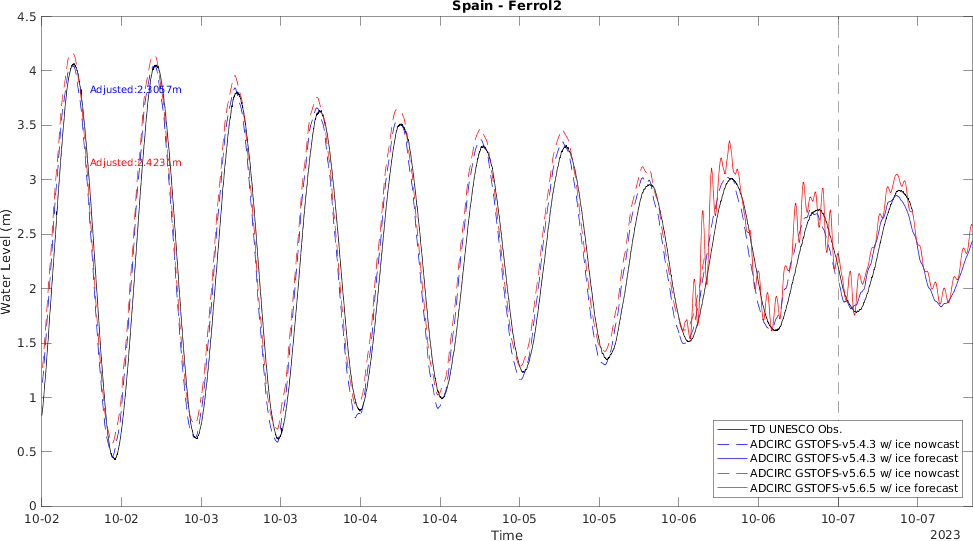 Spain - Ferrol2
4.5
4
3.5
3
2.5
2
1.5
1
0.5
0
Water Level (m)
Adjusted:2.3057m
Adjusted:2.4231m
TD UNESCO Obs.
ADCIRC GSTOFS-v5.4.3 w/ ice nowcast
ADCIRC GSTOFS-v5.4.3 w/ ice forecast
ADCIRC GSTOFS-v5.6.5 w/ ice nowcast
ADCIRC GSTOFS-v5.6.5 w/ ice forecast
10-02 10-02 10-03 10-03 10-04 10-04 10-05 10-05 10-06 10-06 10-07 10-07
Time
2023